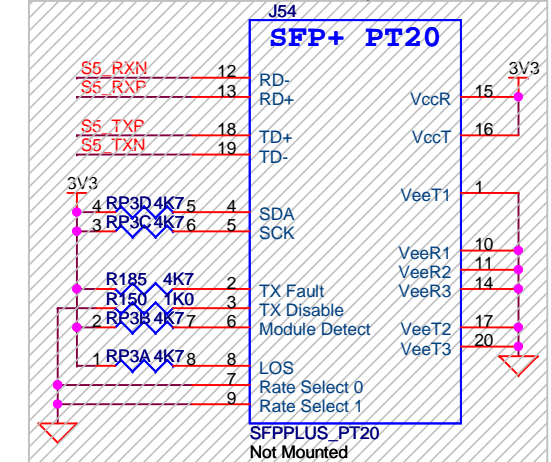 J54
SFP+ PT20
S5_RXN 12 RD-
S5_RXP 13 RD+
3V3
VccR 15
S5_TXP 18 TD+
VccT 16
S5_TXN 19 TD-
3V3
VeeT1 1
4 RP3D 4K7 5 4 SDA
3 RP3C 4K7 6 5 SCK
VeeR1 10
VeeR2 11
R185 4K7 2 TX Fault
VeeR3 14
R150 1K0 3 TX Disable
2 RP3B 4K7 7 6 Module Detect
VeeT2 17
VeeT3 20
1 RP3A 4K7 8 8 LOS
7 Rate Select 0
9 Rate Select 1
SFPPLUS_PT20
Not Mounted